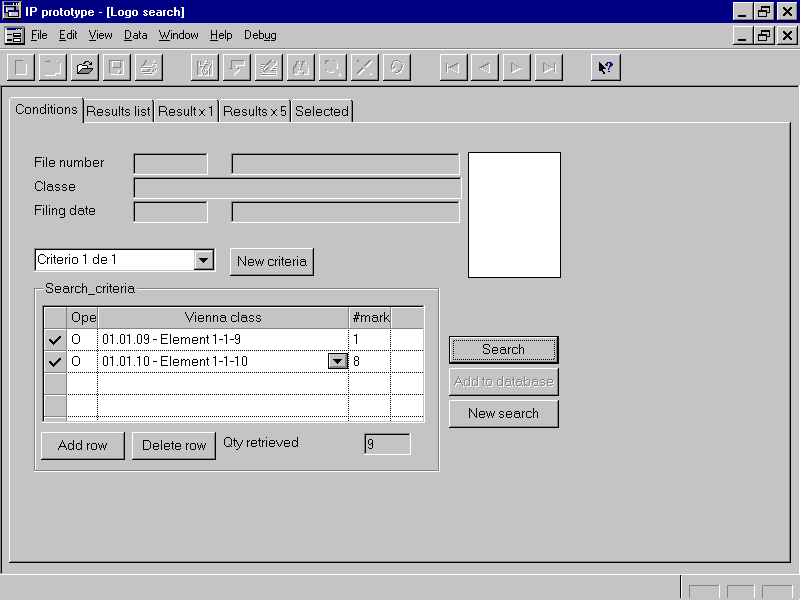 IP prototype - [Logo search]
File Edit View Data Window Help Debug
Conditions Results list Result x 1 Results x 5 Selected
File number
Classe
Filing date
Criterio 1 de 1 New criteria
Search_criteria
Ope Vienna class #mark
O 01.01.09 - Element 1-1-9 1
O 01.01.10 - Element 1-1-10 8
Search
Add to database
New search
Add row Delete row Qty retrieved 9